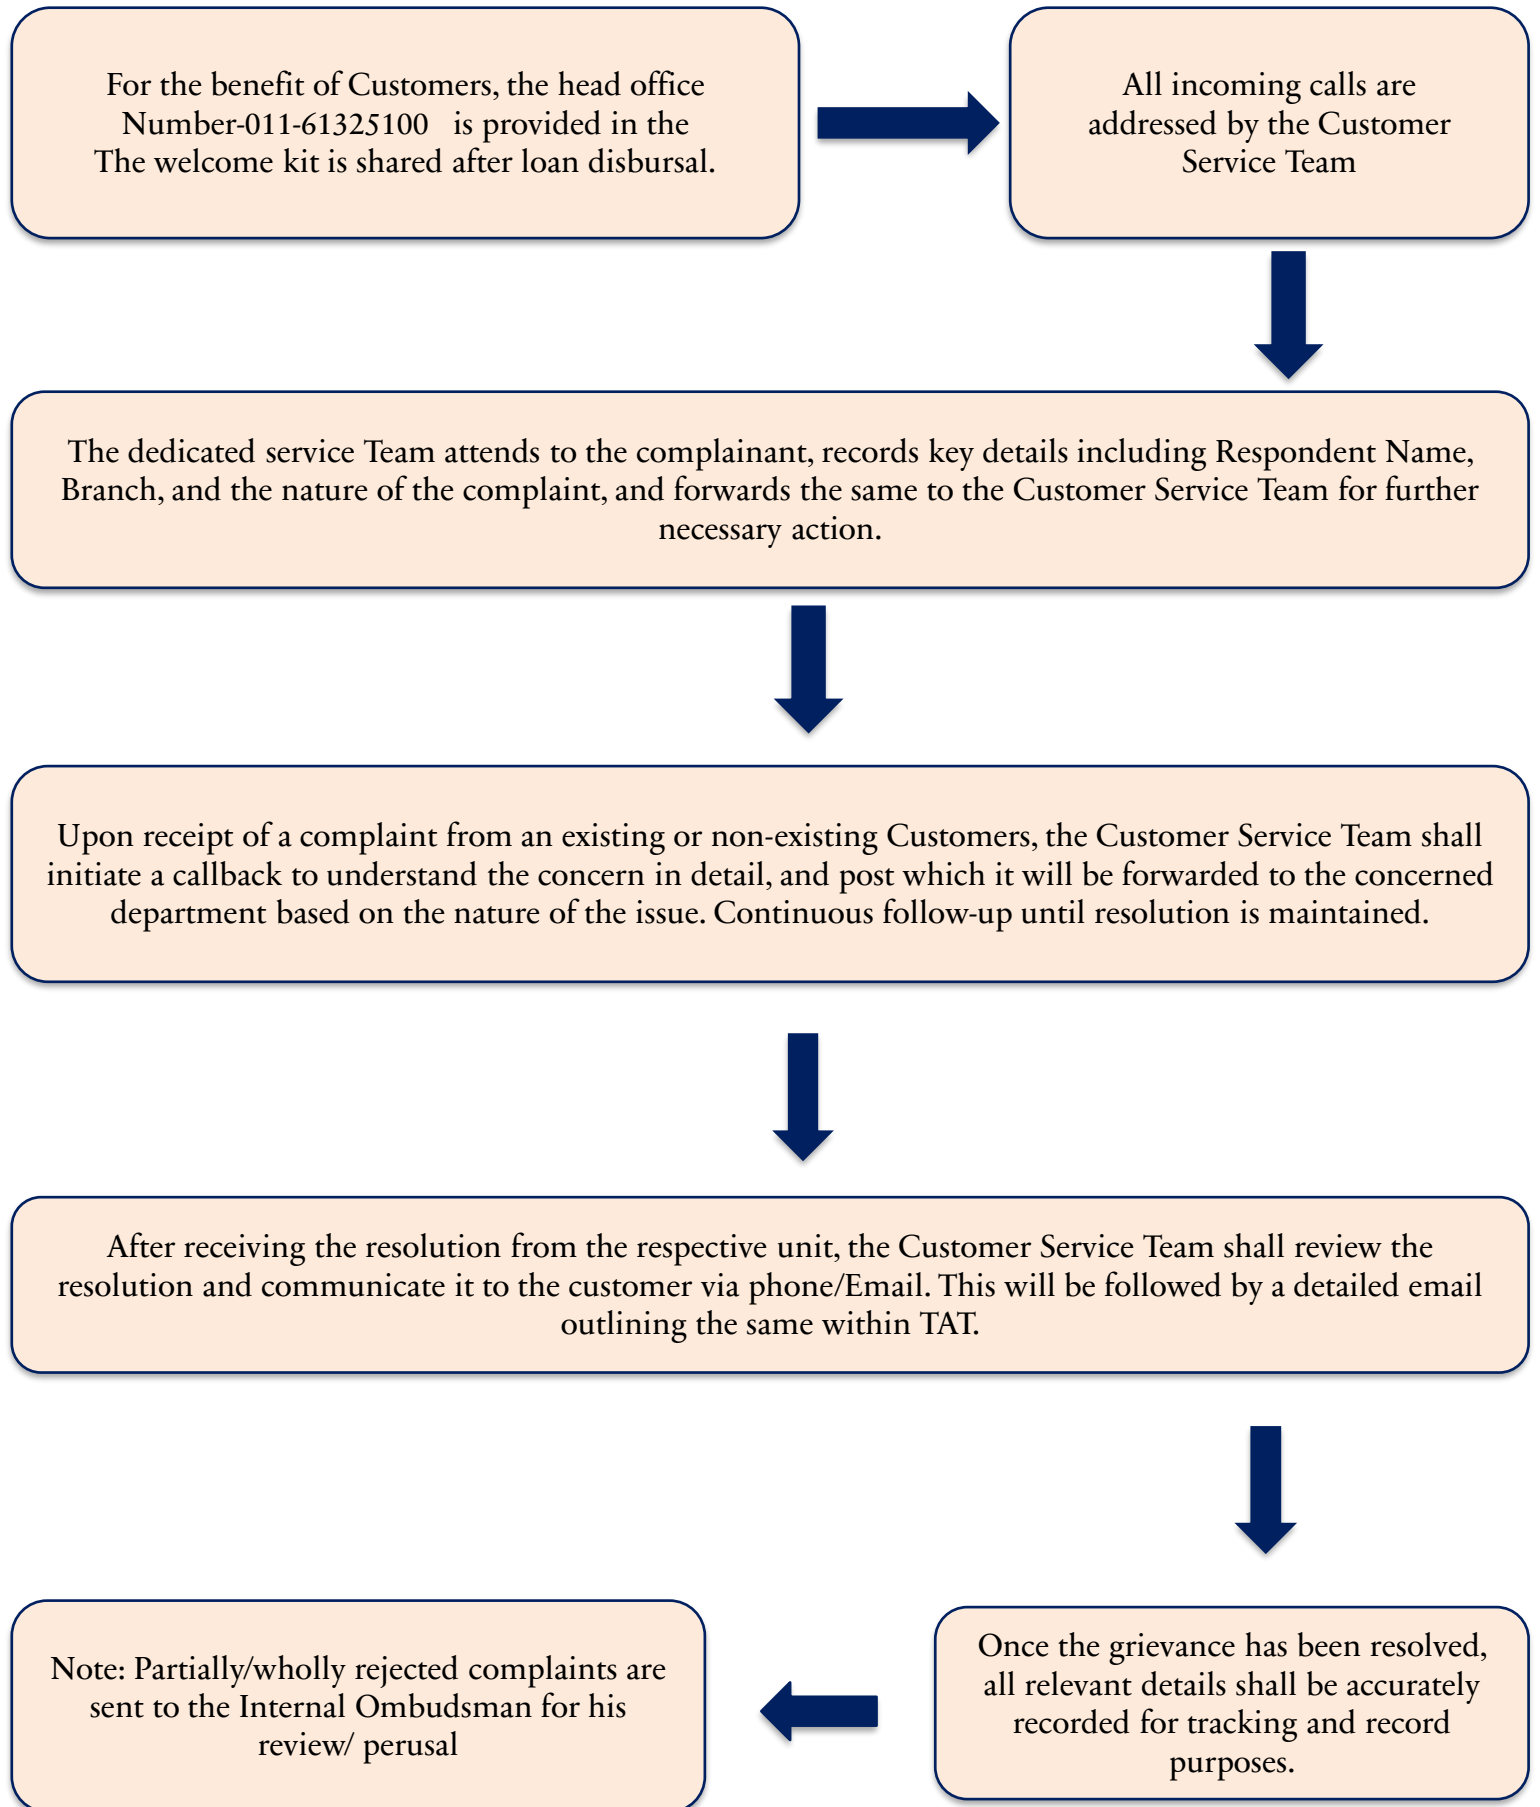 For the benefit of Customers, the head office
Number-011-61325100 is provided in the
The welcome kit is shared after loan disbursal.
All incoming calls are
addressed by the Customer
Service Team
The dedicated service Team attends to the complainant, records key details including Respondent Name,
Branch, and the nature of the complaint, and forwards the same to the Customer Service Team for further
necessary action.
Upon receipt of a complaint from an existing or non-existing Customers, the Customer Service Team shall
initiate a callback to understand the concern in detail, and post which it will be forwarded to the concerned
department based on the nature of the issue. Continuous follow-up until resolution is maintained.
After receiving the resolution from the respective unit, the Customer Service Team shall review the
resolution and communicate it to the customer via phone/Email. This will be followed by a detailed email
outlining the same within TAT.
Once the grievance has been resolved,
all relevant details shall be accurately
recorded for tracking and record
purposes.
Note: Partially/wholly rejected complaints are
sent to the Internal Ombudsman for his
review/ perusal